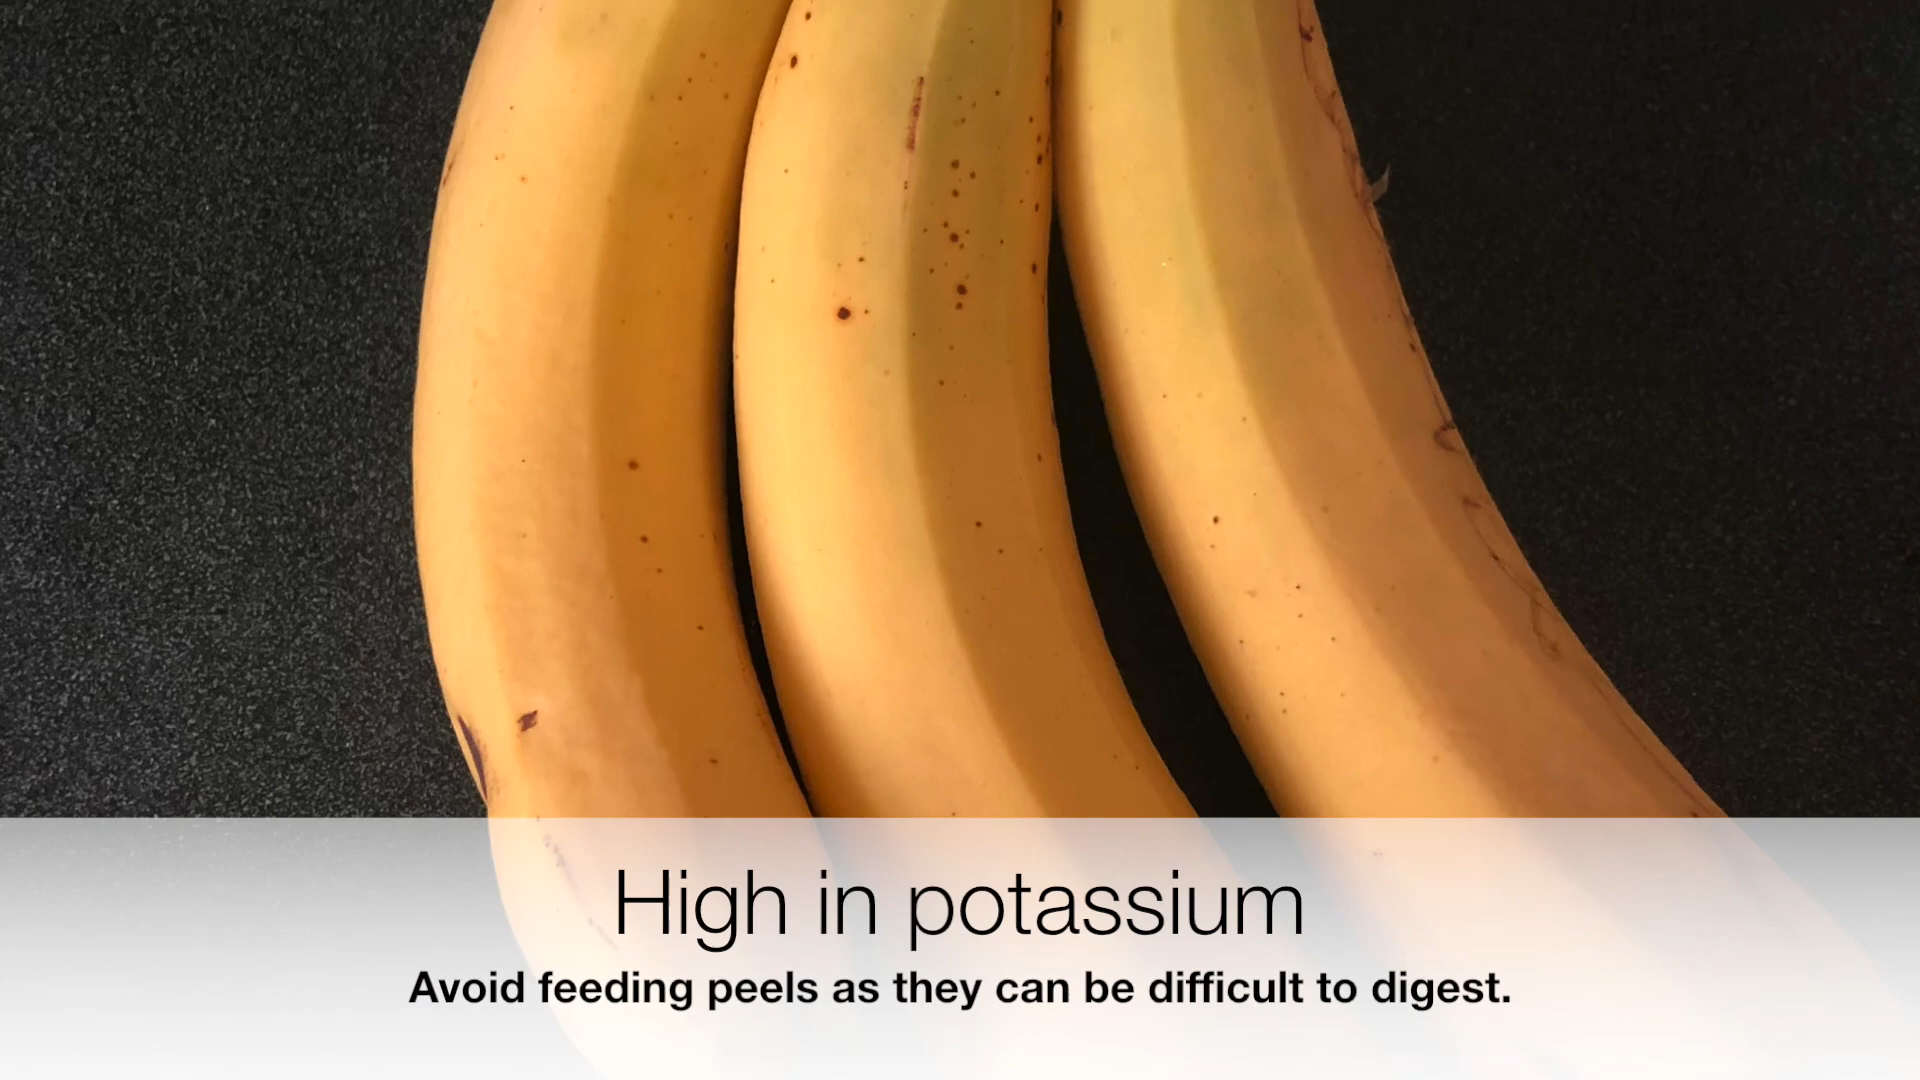 High in potassium
Avoid feeding peels as they can be difficult to digest.